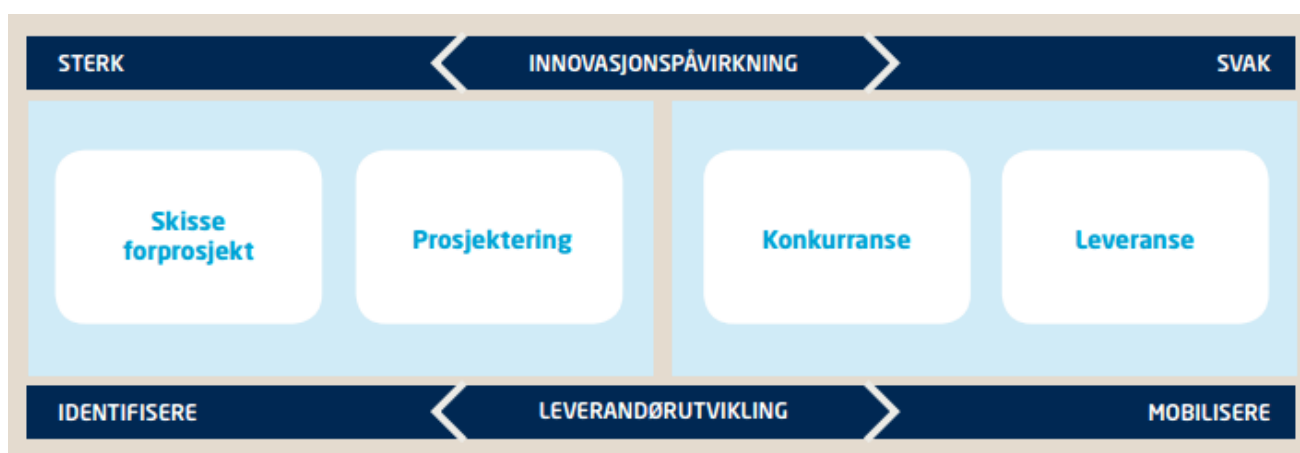 STERK INNOVASJONSPÅVIRKNING SVAK
Skisse
forprosjekt
Prosjektering
Konkurranse
Leveranse
IDENTIFISERE LEVERANDØRUTVIKLING MOBILISERE